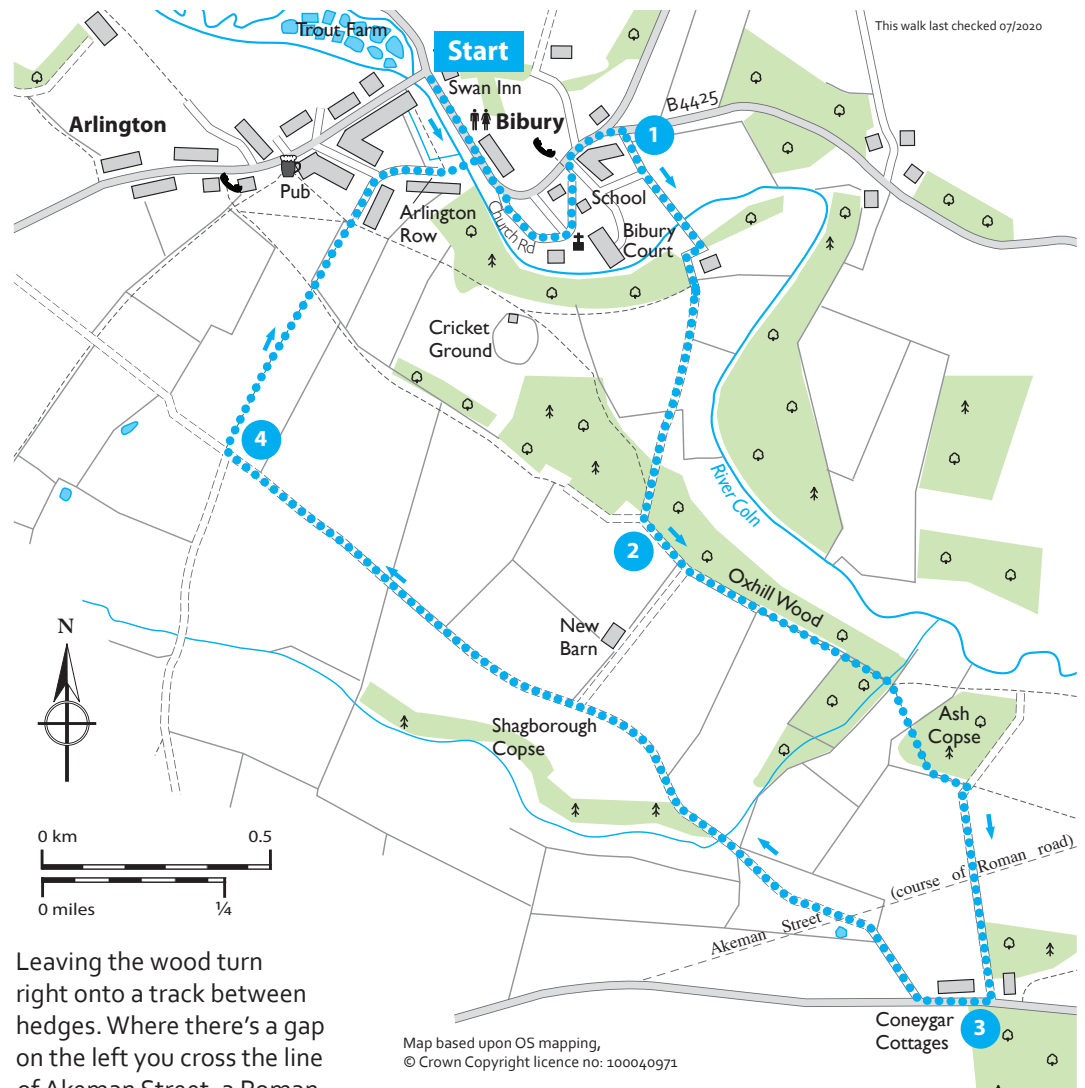 This walk last checked 07/2020
Trout Farm
Start
Swan Inn
B4425
Arlington
Bibury
1
Pub
School
Arlington
Row
Church Rd
Bibury
Court
Cricket
Ground
4
River Coln
2
Oxhill Wood
N
New
Barn
Shagborough
Copse
Ash
Copse
0 km 0.5
0 miles ¼
(course of Roman road)
Akeman Street
Coneygar
Cottages
3
Leaving the wood turn
right onto a track between
hedges. Where there's a gap
on the left you cross the line
of Akeman Street, a Roman
Map based upon OS mapping,
© Crown Copyright licence no: 100040971